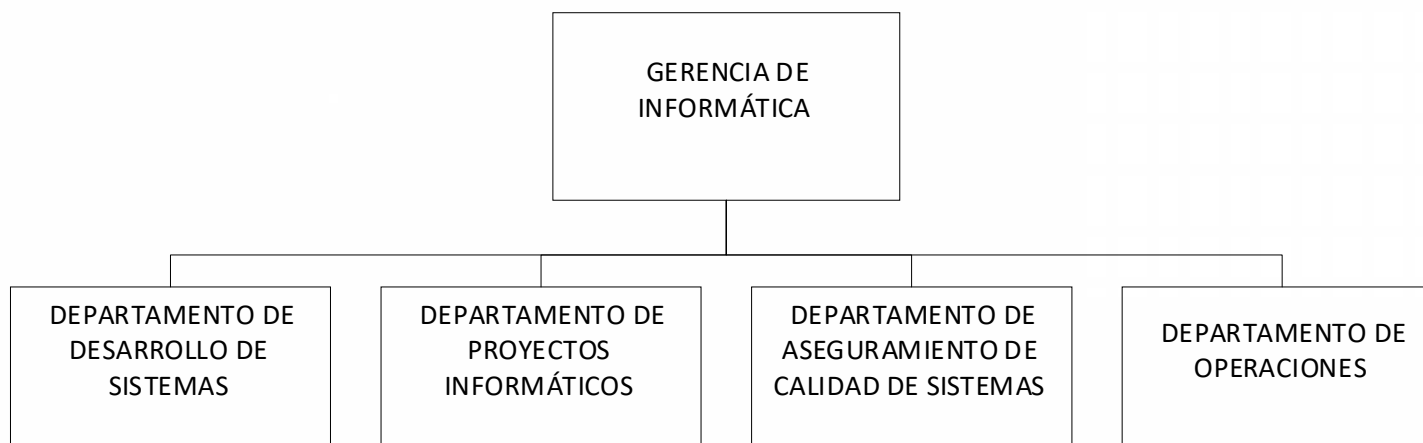 GERENCIA DE
INFORMÁTICA
DEPARTAMENTO DE
DESARROLLO DE
SISTEMAS
DEPARTAMENTO DE
PROYECTOS
INFORMÁTICOS
DEPARTAMENTO DE
ASEGURAMIENTO DE
CALIDAD DE SISTEMAS
DEPARTAMENTO DE
OPERACIONES